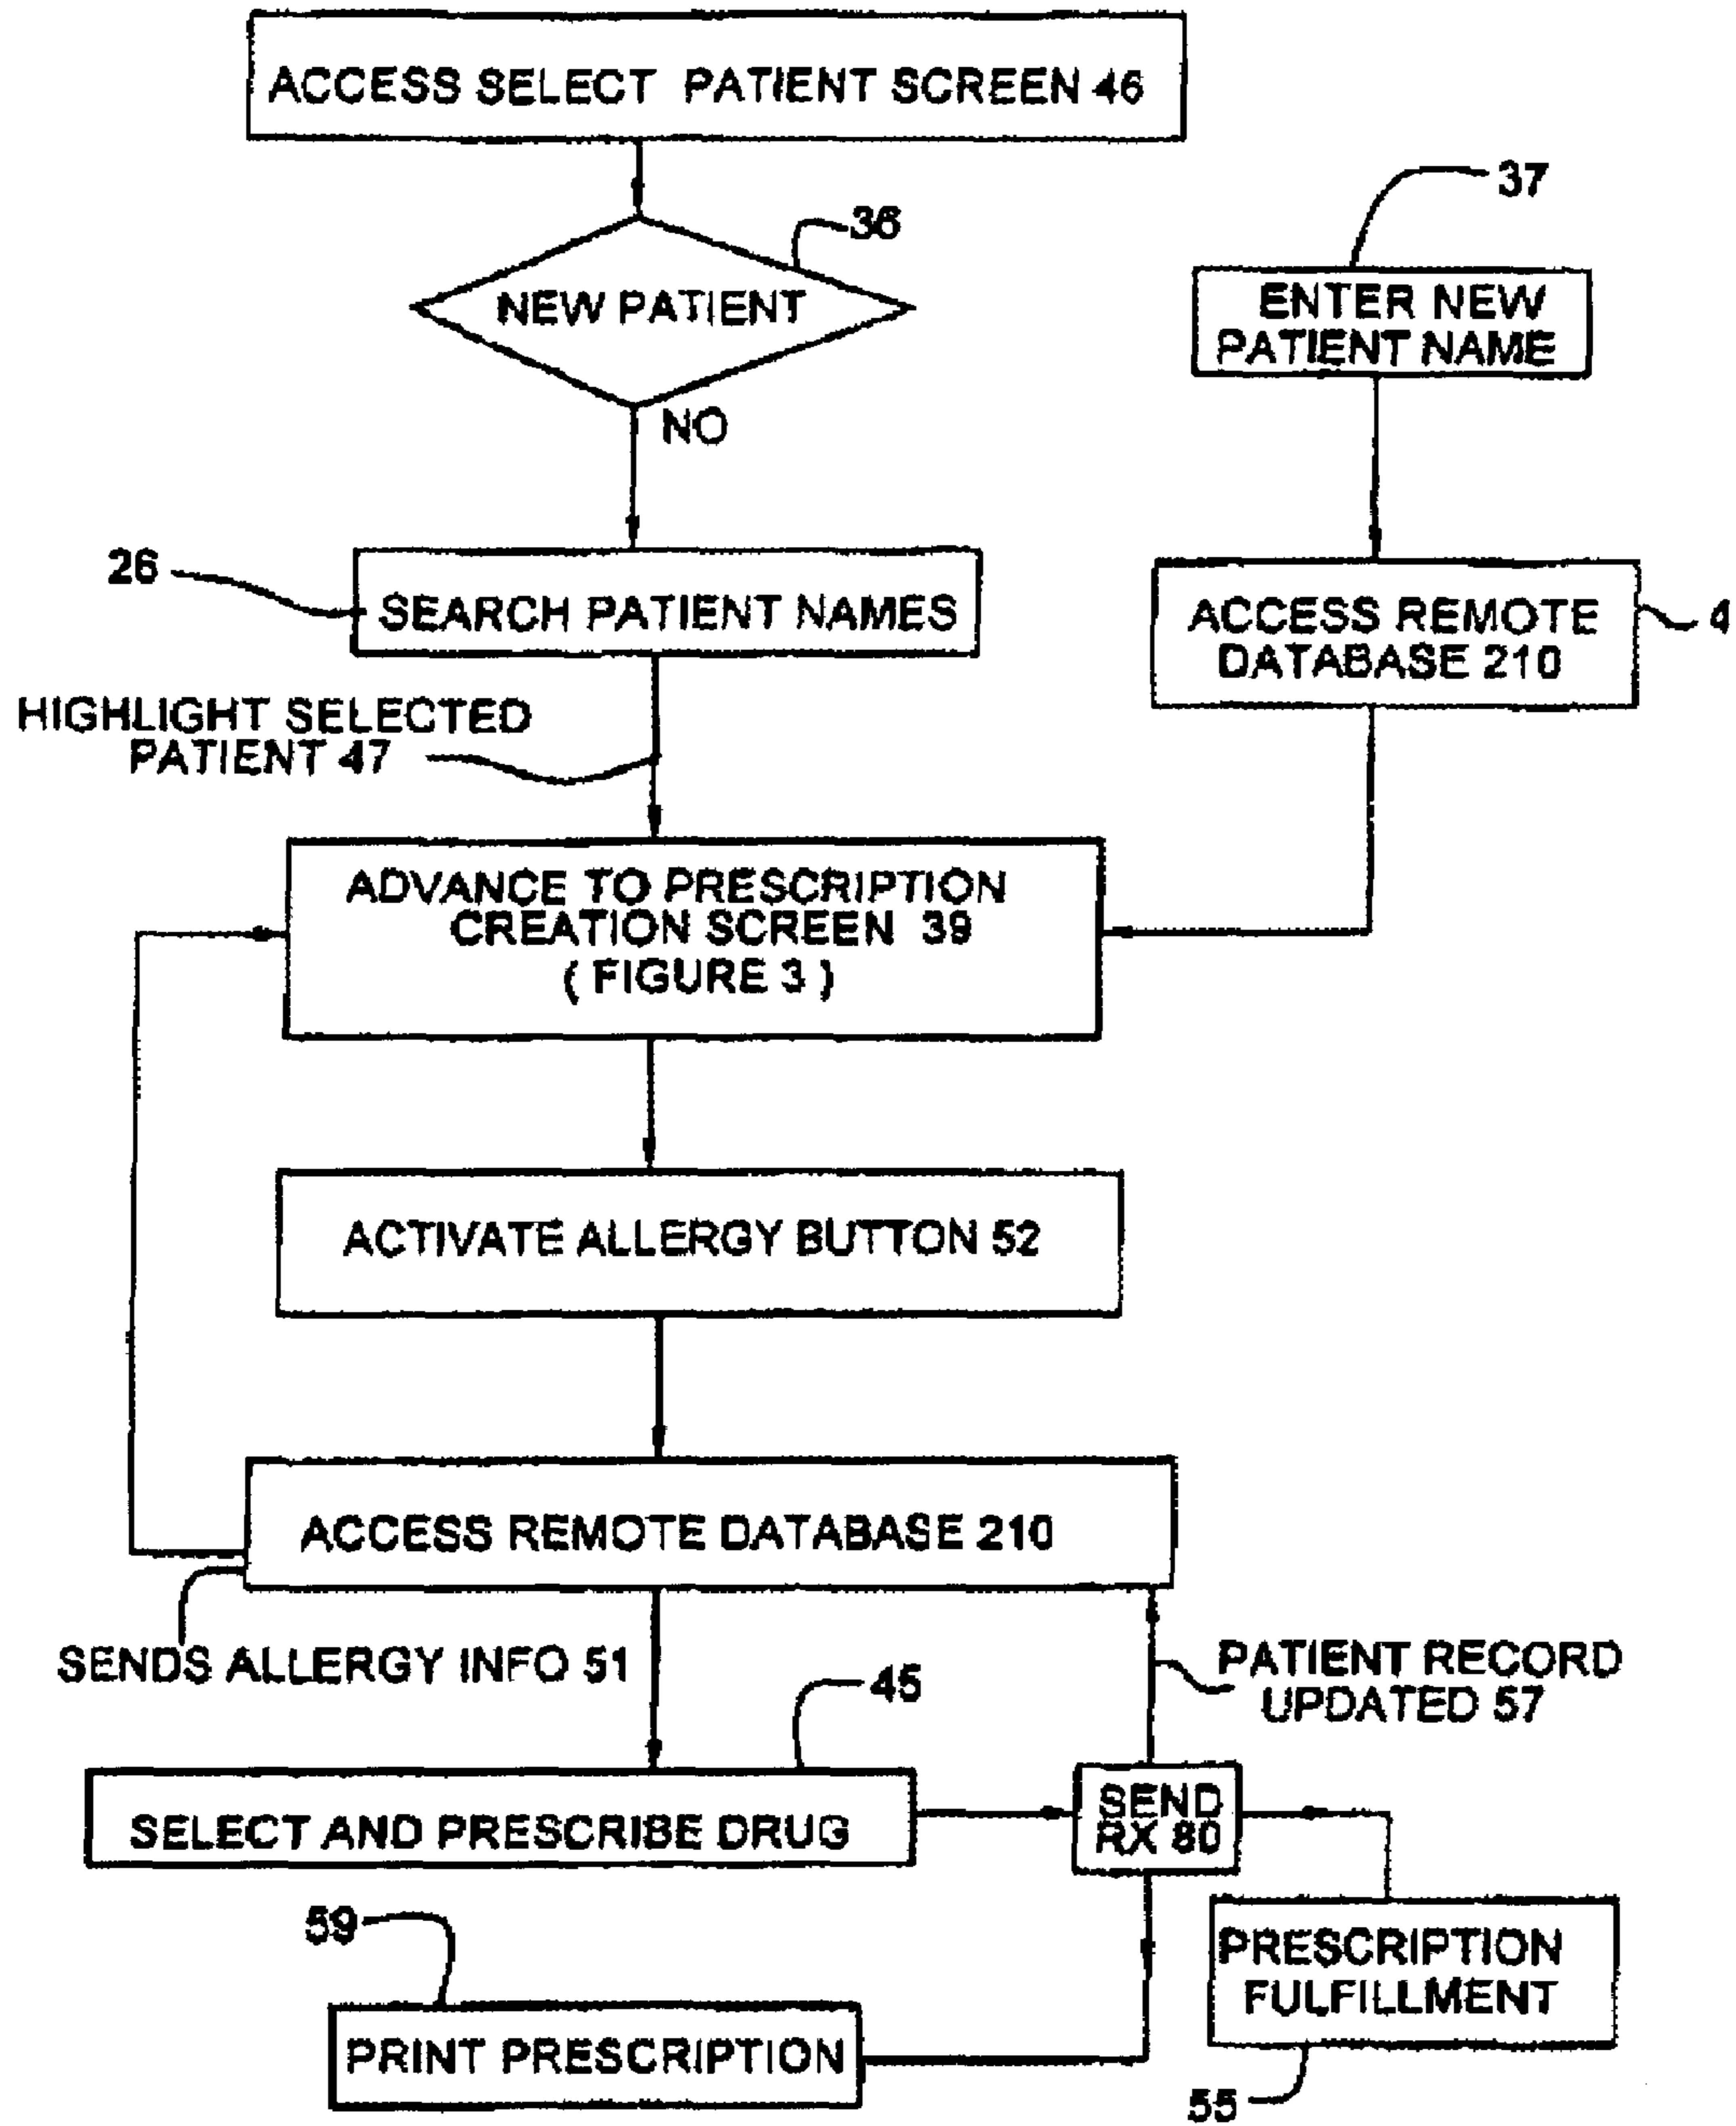 ACCESS SELECT PATIENT SCREEN 46
36
NEW PATIENT
NO
37
ENTER NEW
PATIENT NAME
26
SEARCH PATIENT NAMES
ACCESS REMOTE
DATABASE 210
4
HIGHLIGHT SELECTED
PATIENT 47
ADVANCE TO PRESCRIPTION
CREATION SCREEN 39
( FIGURE 3 )
ACTIVATE ALLERGY BUTTON 52
ACCESS REMOTE DATABASE 210
SENDS ALLERGY INFO 51
45
PATIENT RECORD
UPDATED 57
SELECT AND PRESCRIBE DRUG
SEND
RX 80
59
PRINT PRESCRIPTION
PRESCRIPTION
FULFILLMENT
55